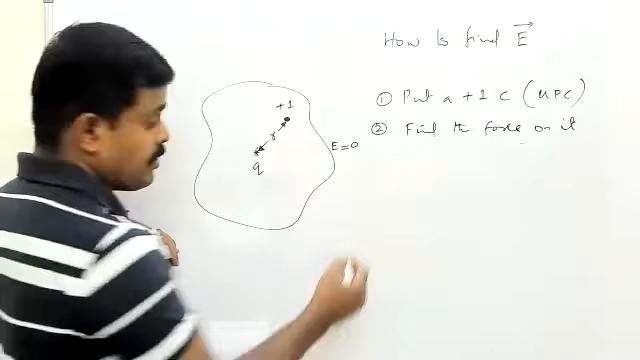 How to find E
① Put a +1 C (UPC)
② Find the force on it
+1
r
q
E=0